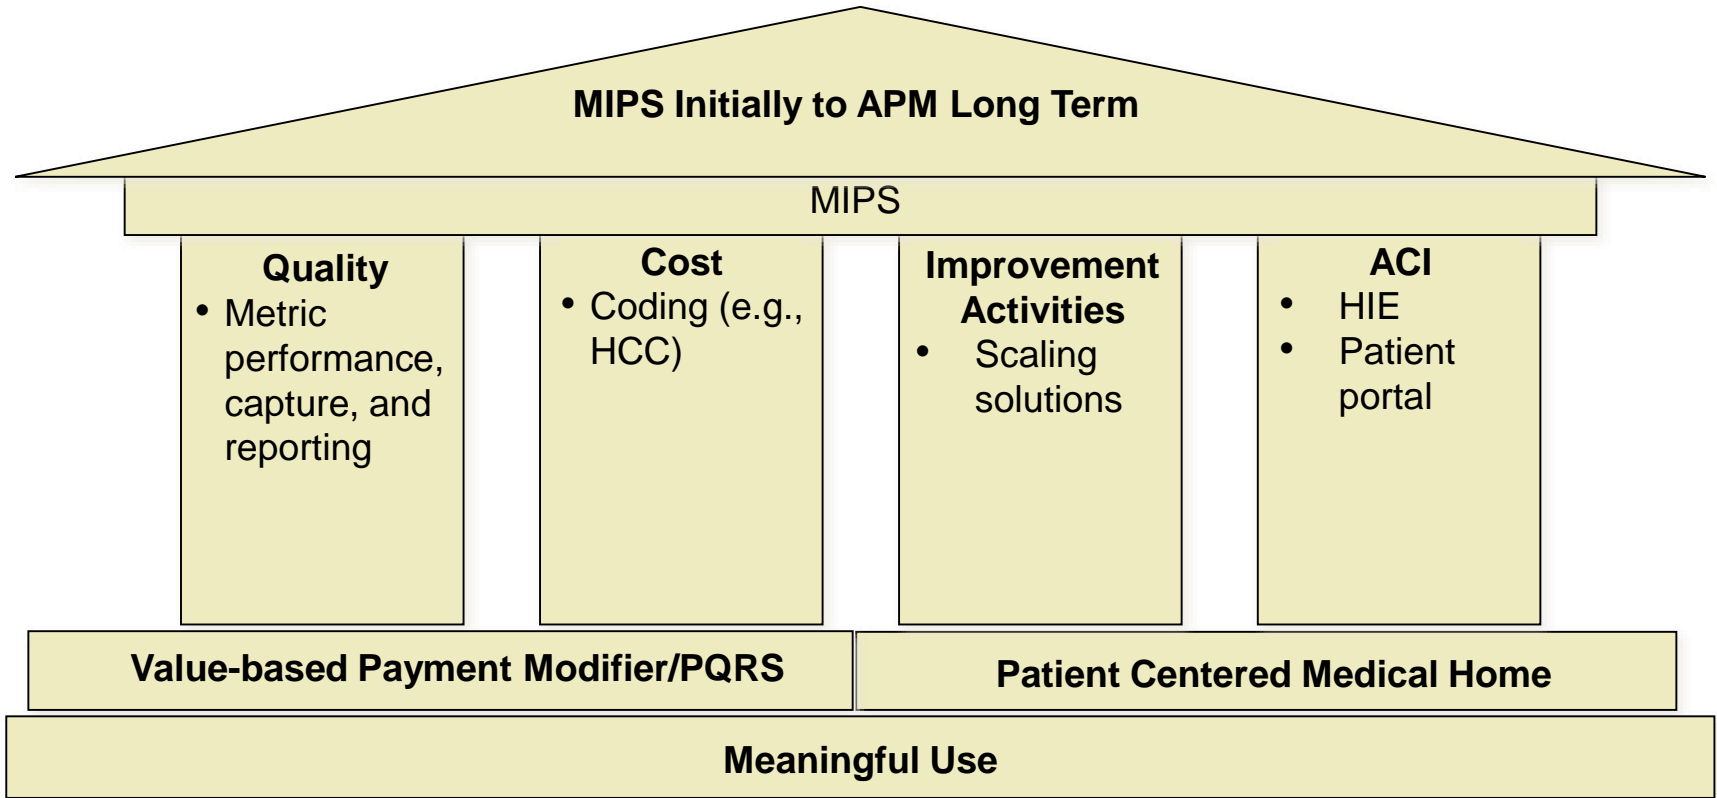 MIPS Initially to APM Long Term
MIPS
Quality
• Metric
performance,
capture, and
reporting
Cost
• Coding (e.g.,
HCC)
Improvement
Activities
• Scaling
solutions
ACI
• HIE
• Patient
portal
Value-based Payment Modifier/PQRS
Patient Centered Medical Home
Meaningful Use